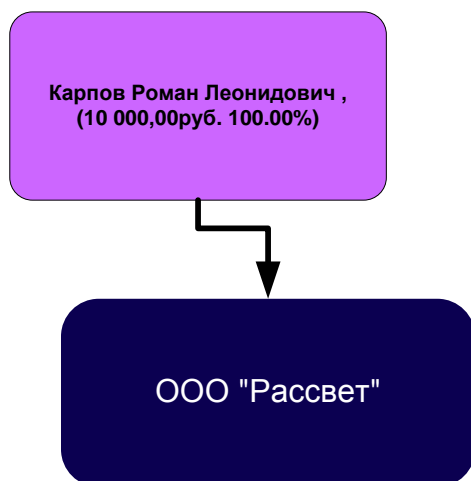 Карпов Роман Леонидович ,
(10 000,00руб. 100.00%)
ООО "Рассвет"